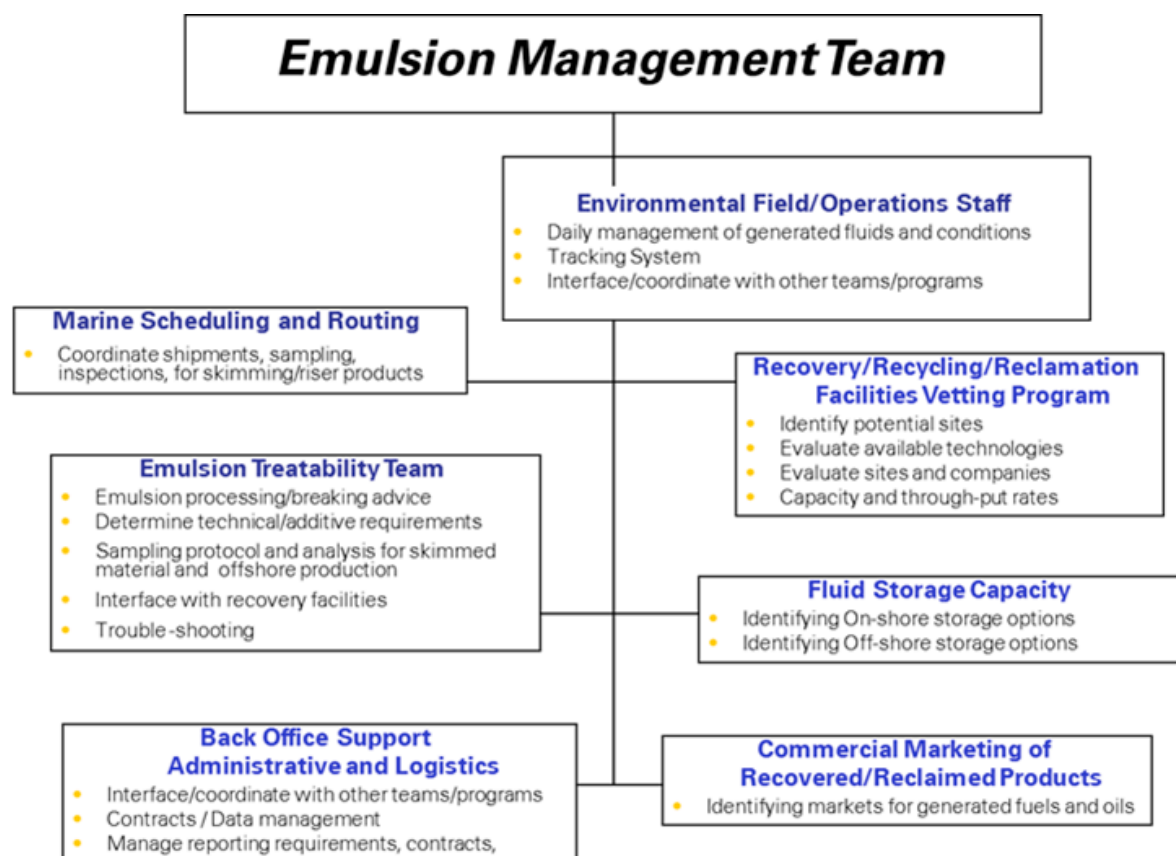 Emulsion Management Team
Environmental Field/Operations Staff
• Daily management of generated fluids and conditions
• Tracking System
• Interface/coordinate with other teams/programs
Marine Scheduling and Routing
• Coordinate shipments, sampling,
inspections, for skimming/riser products
Recovery/Recycling/Reclamation
Facilities Vetting Program
• Identify potential sites
• Evaluate available technologies
• Evaluate sites and companies
• Capacity and through-put rates
Emulsion Treatability Team
• Emulsion processing/breaking advice
• Determine technical/additive requirements
• Sampling protocol and analysis for skimmed
material and offshore production
• Interface with recovery facilities
• Trouble-shooting
Fluid Storage Capacity
• Identifying On-shore storage options
• Identifying Off-shore storage options
Back Office Support
Administrative and Logistics
• Interface/coordinate with other teams/programs
• Contracts / Data management
• Manage reporting requirements, contracts,
Commercial Marketing of
Recovered/Reclaimed Products
• Identifying markets for generated fuels and oils